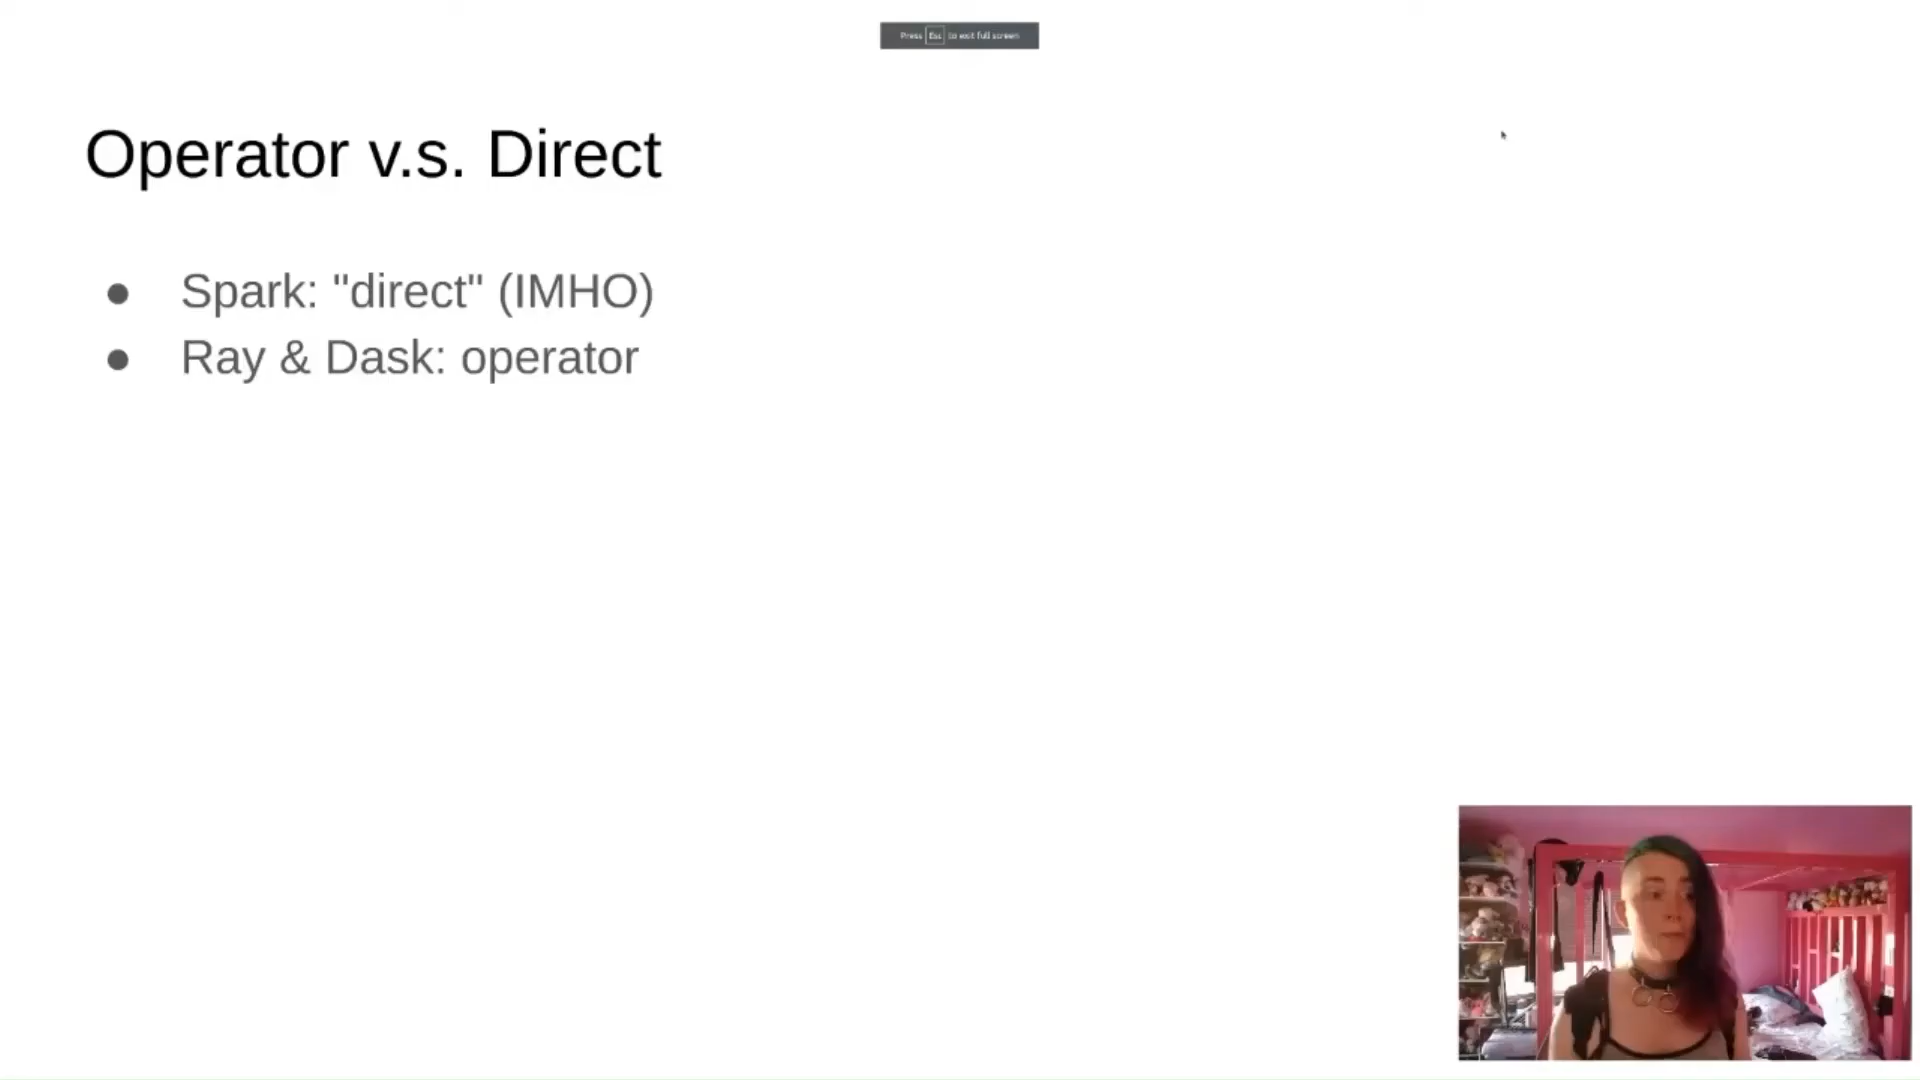 Press Esc to exit full screen
Operator v.s. Direct
● Spark: "direct" (IMHO)
● Ray & Dask: operator